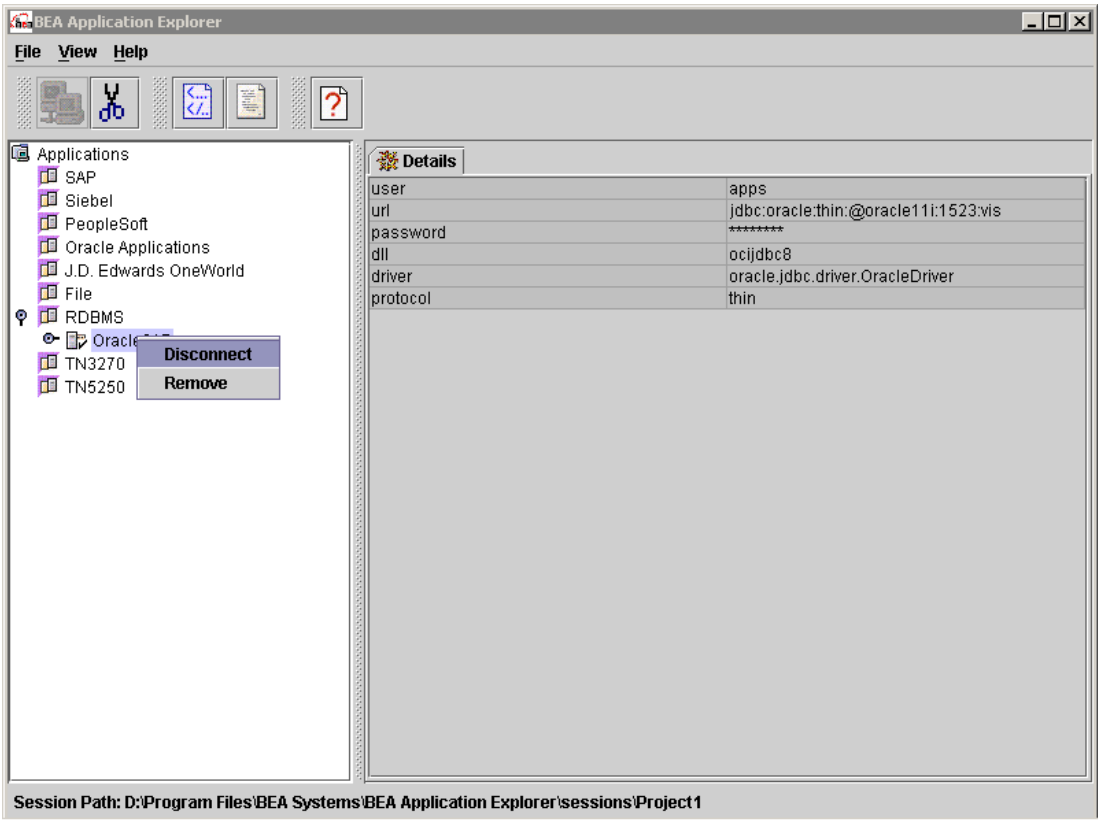 BEA Application Explorer
File View Help
Applications
SAP
Siebel
PeopleSoft
Oracle Applications
J.D. Edwards OneWorld
File
RDBMS
Disconnect
Remove
TN3270
TN5250
Details
user apps
url jdbc:oracle:thin:@oracle11i:1523:vis
password ********
dll ocijdbc8
driver oracle.jdbc.driver.OracleDriver
protocol thin
Session Path: D:\Program Files\BEA Systems\BEA Application Explorer\sessions\Project1